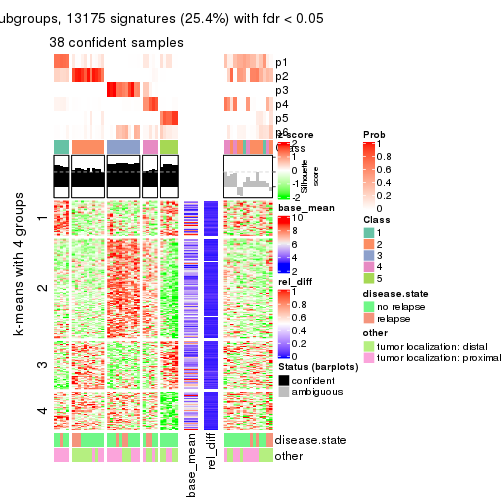 ubgroups, 13175 signatures (25.4%) with fdr < 0.05
38 confident samples
p1
p2
p3
p4
p5
p6
Class
Silhouette
score
k-means with 4 groups
1
2
3
4
z-score
2
1
0
-1
-2
base_mean
10
8
6
4
2
rel_diff
1
0.8
0.6
0.4
0.2
0
Status (barplots)
confident
ambiguous
Prob
1
0.8
0.6
0.4
0.2
0
Class
1
2
3
4
5
disease.state
no relapse
relapse
other
tumor localization: distal
tumor localization: proximal
disease.state
other
base_mean
rel_diff